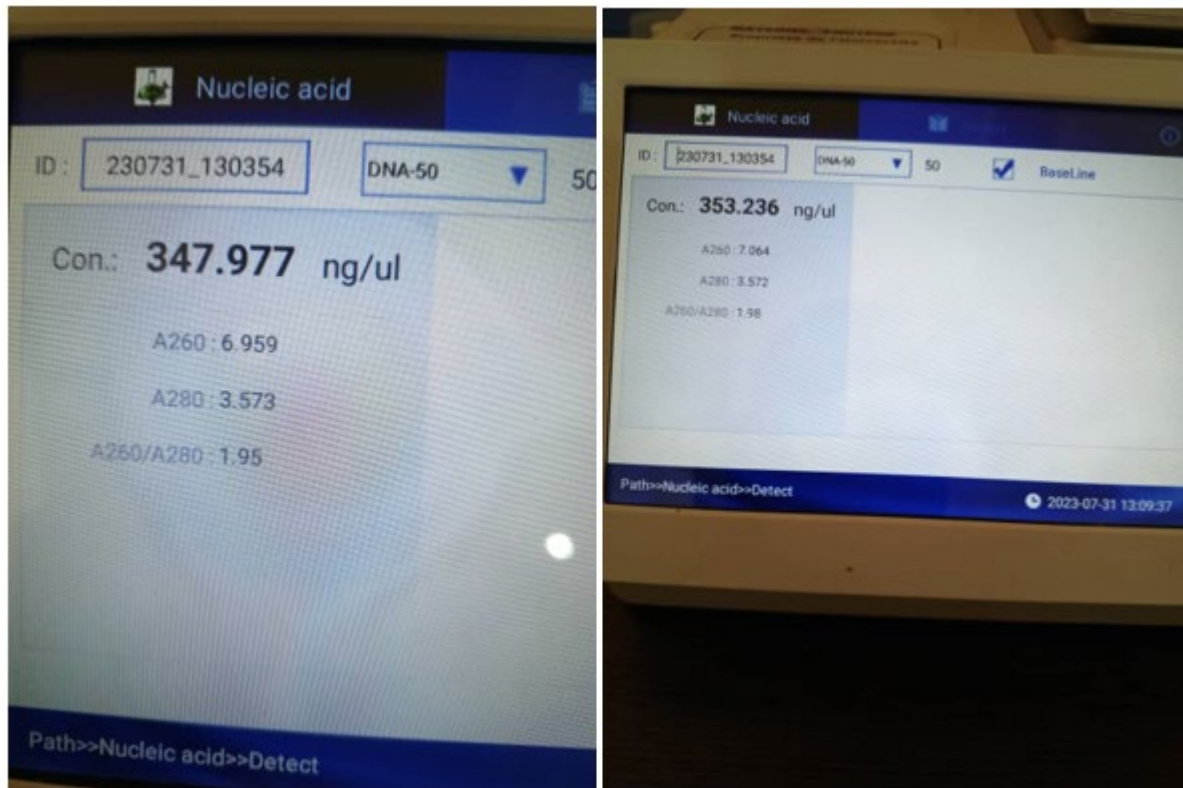 Nucleic acid
ID : 230731_130354 DNA-50 50
Con.: 347.977 ng/ul
A260 : 6.959
A280 : 3.573
A260/A280 : 1.95
Path>>Nucleic acid>>Detect
Nucleic acid
ID : 230731_130354 DNA-50 50 BaseLine
Con.: 353.236 ng/ul
A260 : 7.064
A280 : 3.572
A260/A280 : 1.98
Path>>Nucleic acid>>Detect 2023-07-31 13:09:37